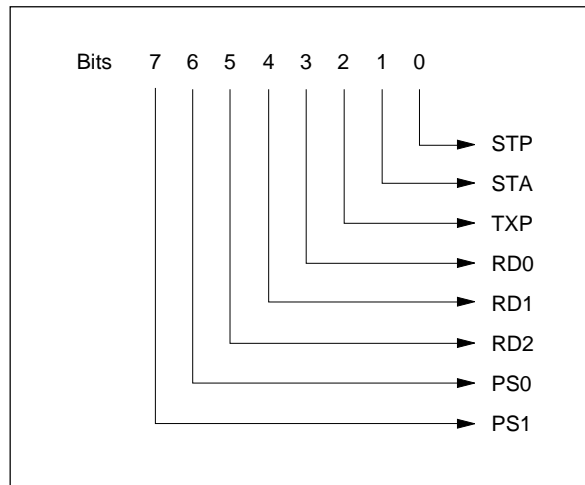 Bits 7 6 5 4 3 2 1 0
STP
STA
TXP
RD0
RD1
RD2
PS0
PS1